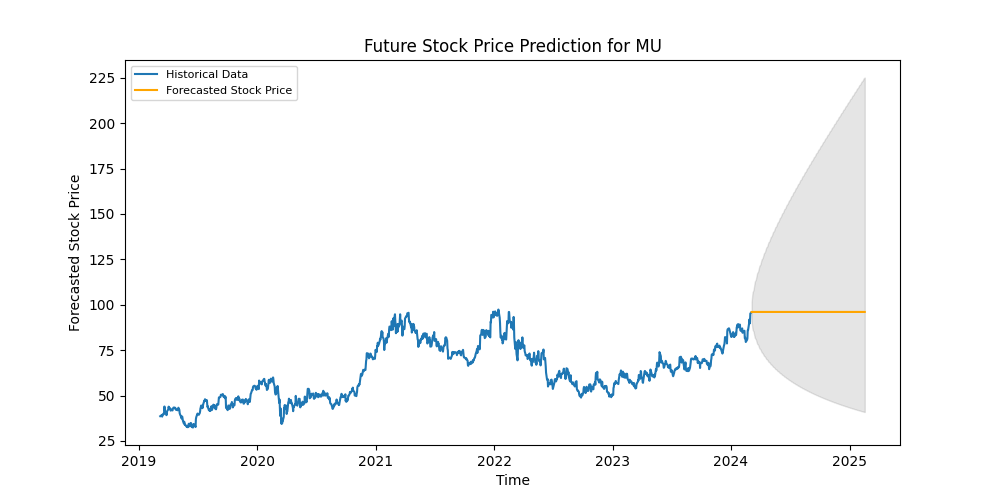 Future Stock Price Prediction for MU
Historical Data
Forecasted Stock Price
225
200
175
150
125
100
75
50
25
Forecasted Stock Price
2019 2020 2021 2022 2023 2024 2025
Time